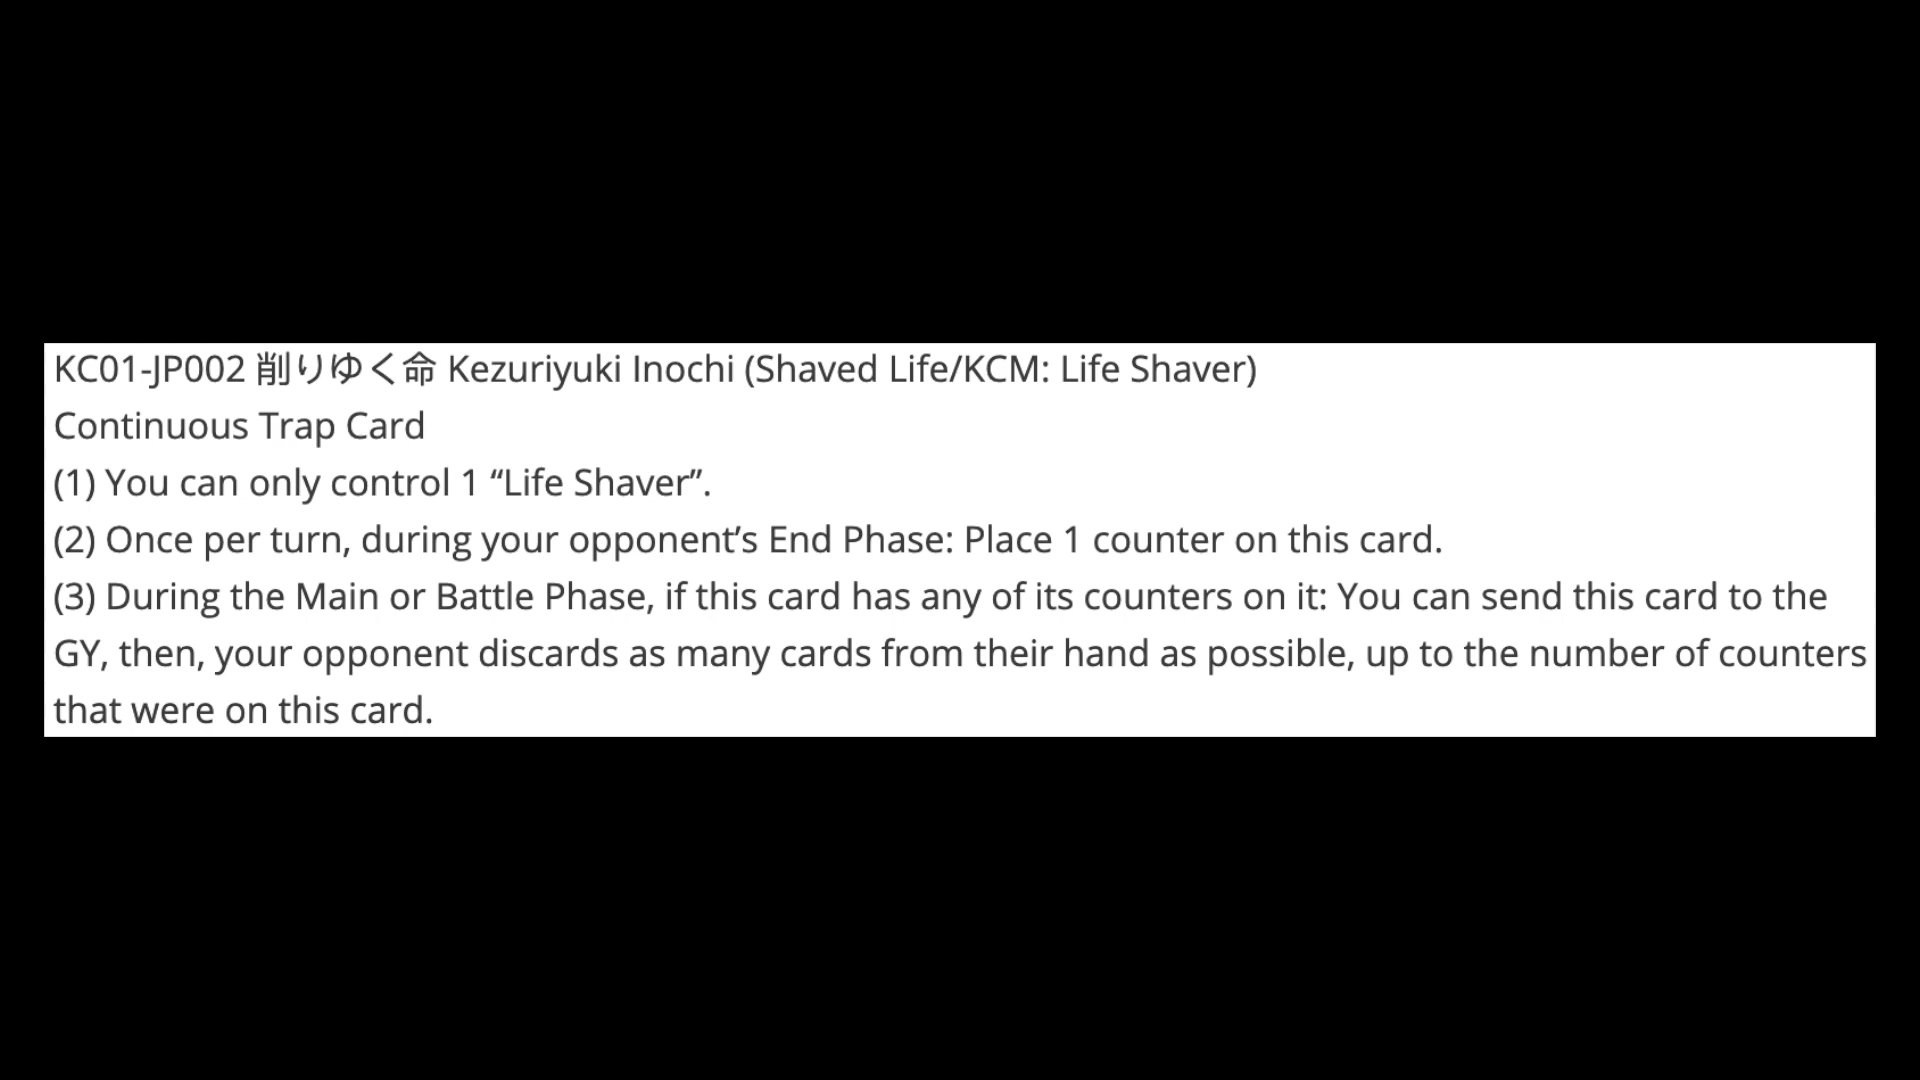 KC01-JP002 削りゆく命 Kezuriyuki Inochi (Shaved Life/KCM: Life Shaver)
Continuous Trap Card
(1) You can only control 1 “Life Shaver”.
(2) Once per turn, during your opponent’s End Phase: Place 1 counter on this card.
(3) During the Main or Battle Phase, if this card has any of its counters on it: You can send this card to the
GY, then, your opponent discards as many cards from their hand as possible, up to the number of counters
that were on this card.